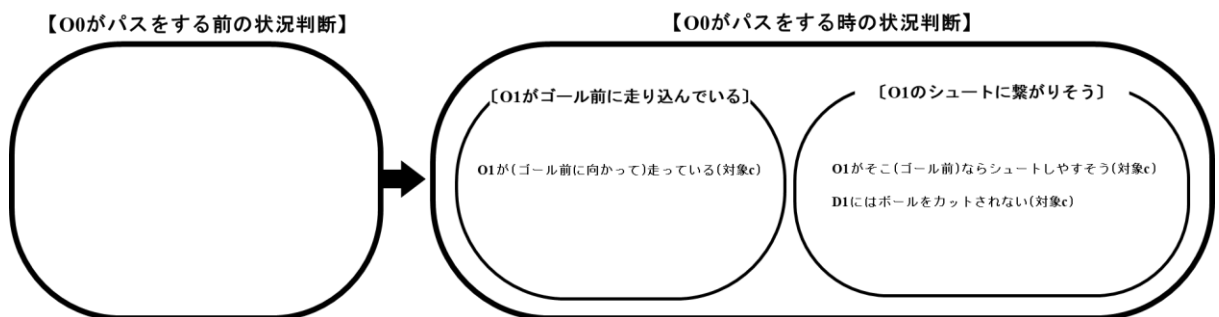 【O0がパスをする前の状況判断】
【O0がパスをする時の状況判断】
〔O1がゴール前に走り込んでいる〕
O1が(ゴール前に向かって)走っている(対象c)
〔O1のシュートに繋がりそう〕
O1がそこ(ゴール前)ならシュートしやすそう(対象c)
D1にはボールをカットされない(対象c)